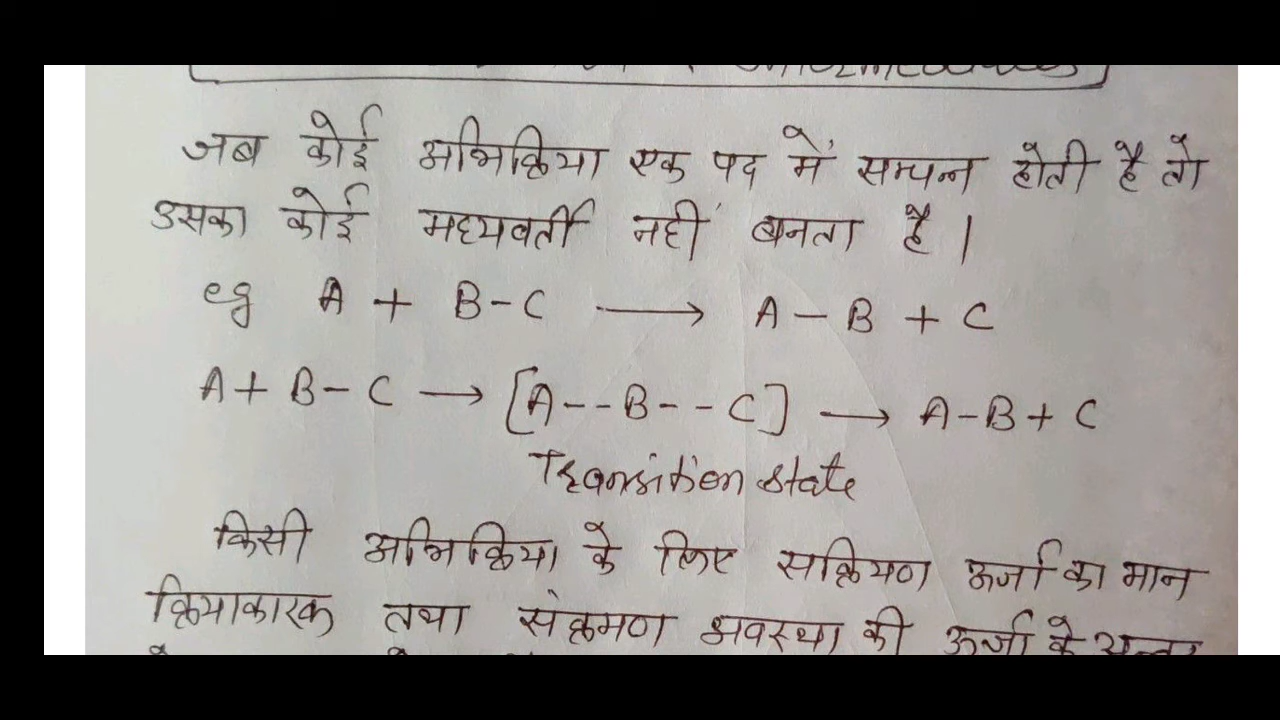 जब कोई अभिक्रिया एक पद में सम्पन्न होती है तो
उसका कोई मध्यवर्ती नहीं बनता है।
eg A + B-C ⟶ A-B + C
A+B-C ⟶ [A--B--C] ⟶ A-B+C
Transition state
किसी अभिक्रिया के लिए सक्रियण ऊर्जा का मान
क्रियाकारक तथा संक्रमण अवस्था की ऊर्जा के